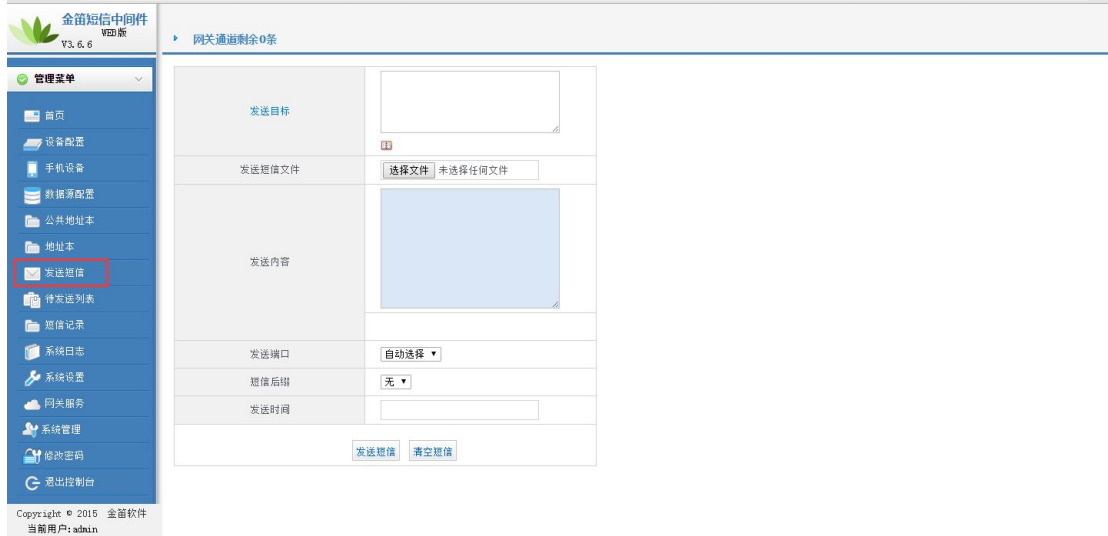 金笛短信中间件
WEB版
V3.6.6
网关通道剩余0条
管理菜单
首页
设备配置
手机设备
数据源配置
公共地址本
地址本
发送短信
待发送列表
短信记录
系统日志
系统设置
网关服务
系统管理
修改密码
退出控制台
Copyright © 2015 金笛软件
当前用户:admin
发送目标
发送短信文件
选择文件 未选择任何文件
发送内容
发送端口
自动选择
短信后缀
无
发送时间
发送短信 清空短信